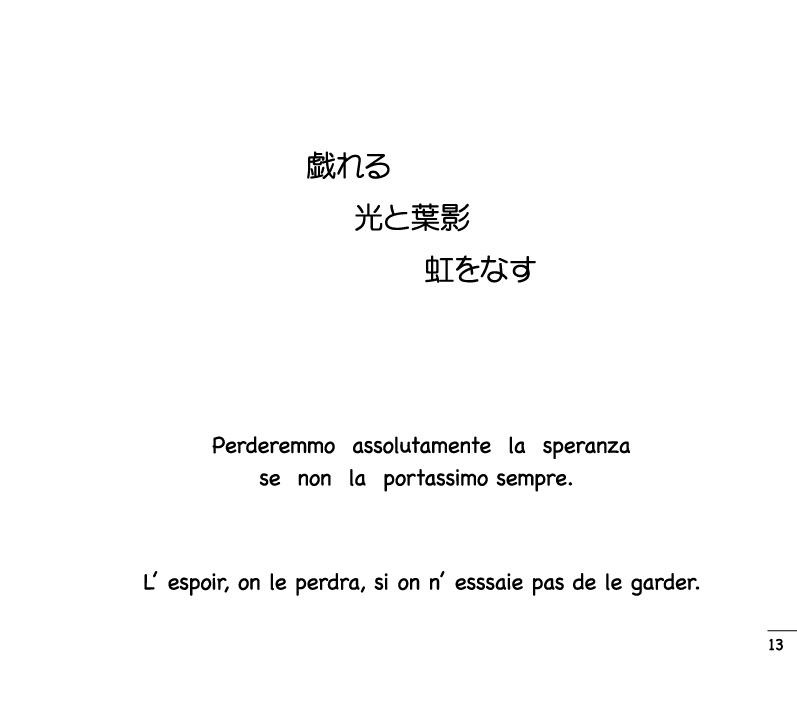 戯れる
光と葉影
虹をなす
Perderemmo assolutamente la speranza
se non la portassimo sempre.
L’ espoir, on le perdra, si on n’ esssaie pas de le garder.
13